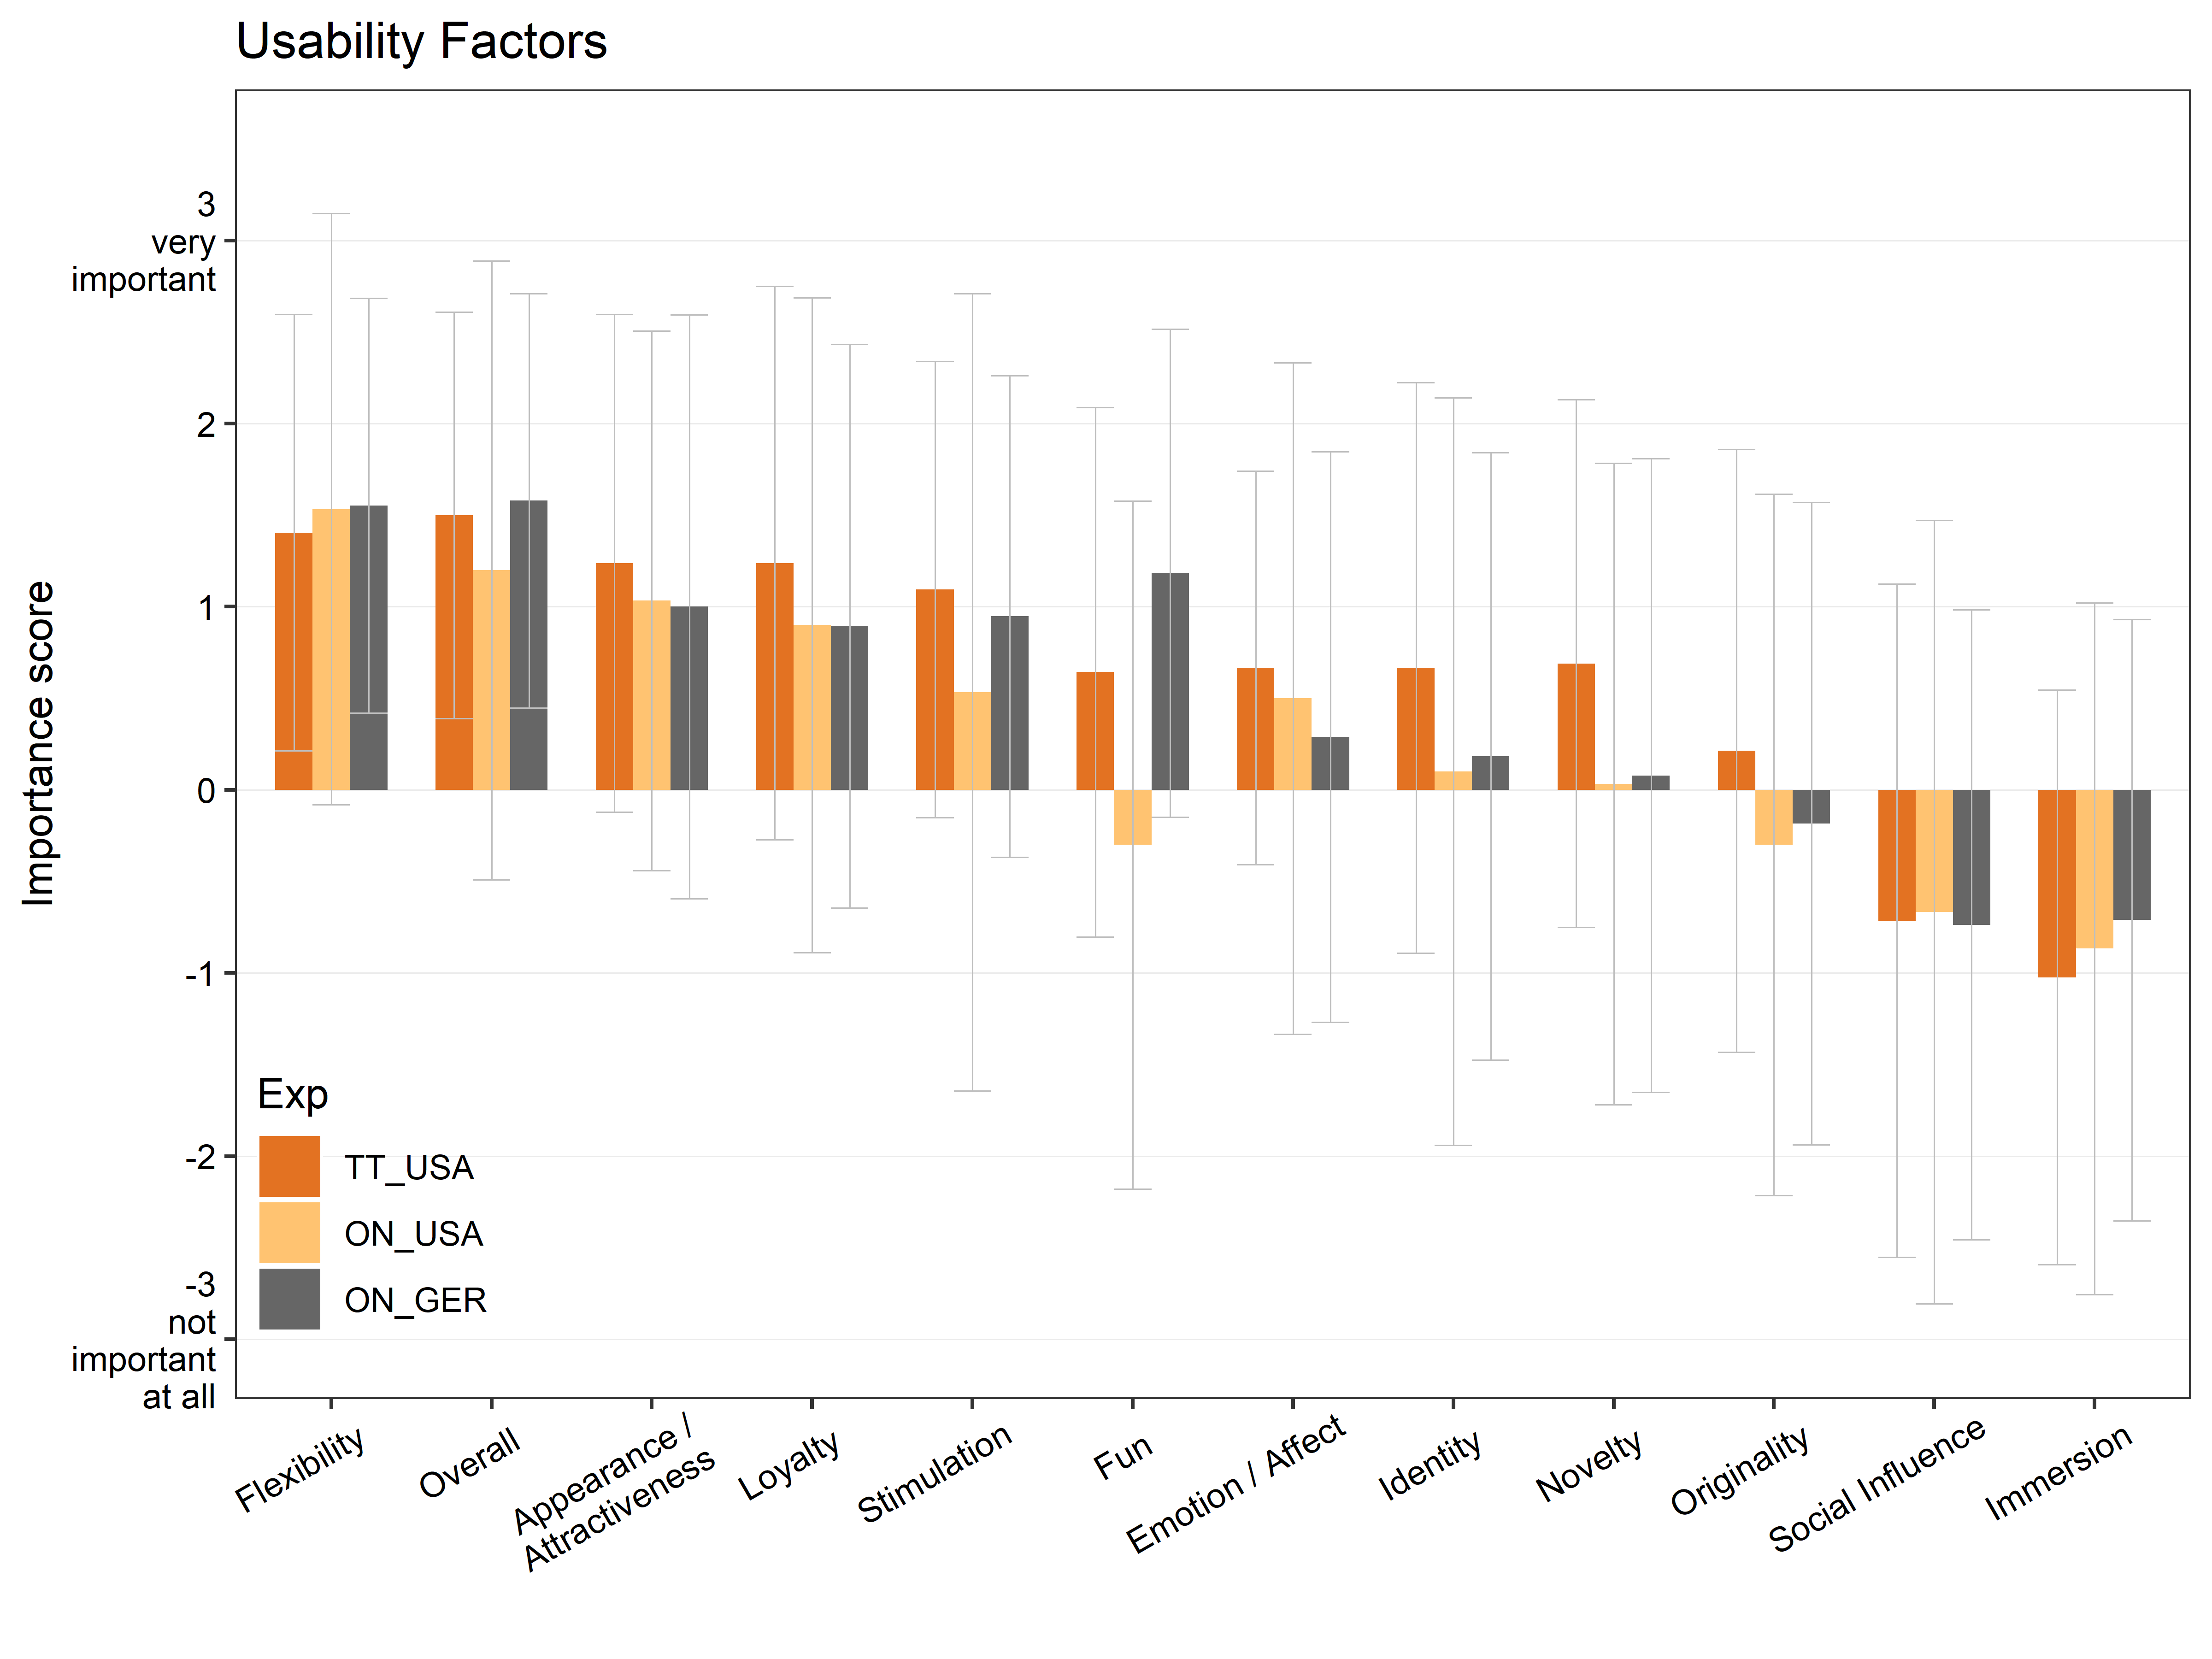 Usability Factors
Importance score
3
very
important
2
1
0
-1
-2
-3
not
important
at all
Exp
TT_USA
ON_USA
ON_GER
Flexibility
Overall
Appearance /
Attractiveness
Loyalty
Stimulation
Fun
Emotion / Affect
Identity
Novelty
Originality
Social Influence
Immersion